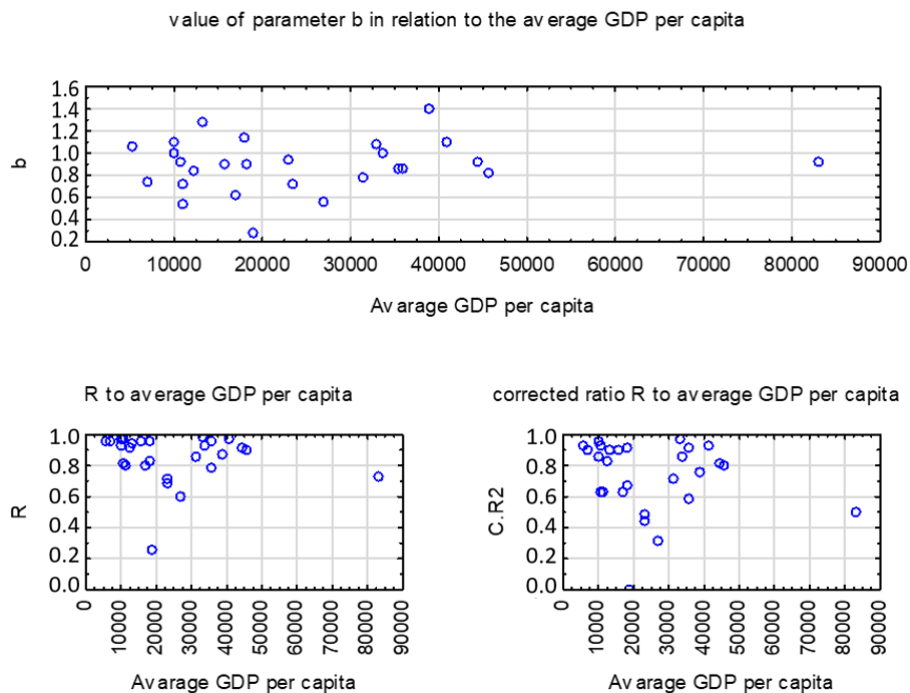 value of parameter b in relation to the average GDP per capita
1.6
1.4
1.2
1.0
0.8
0.6
0.4
0.2
b
0 10000 20000 30000 40000 50000 60000 70000 80000 90000
Avarage GDP per capita
R to average GDP per capita
1.0
0.8
0.6
0.4
0.2
0.0
R
0 10000 20000 30000 40000 50000 60000 70000 80000 90000
Avarage GDP per capita
corrected ratio R to average GDP per capita
1.0
0.8
0.6
0.4
0.2
0.0
C.R2
0 10000 20000 30000 40000 50000 60000 70000 80000 90000
Avarage GDP per capita